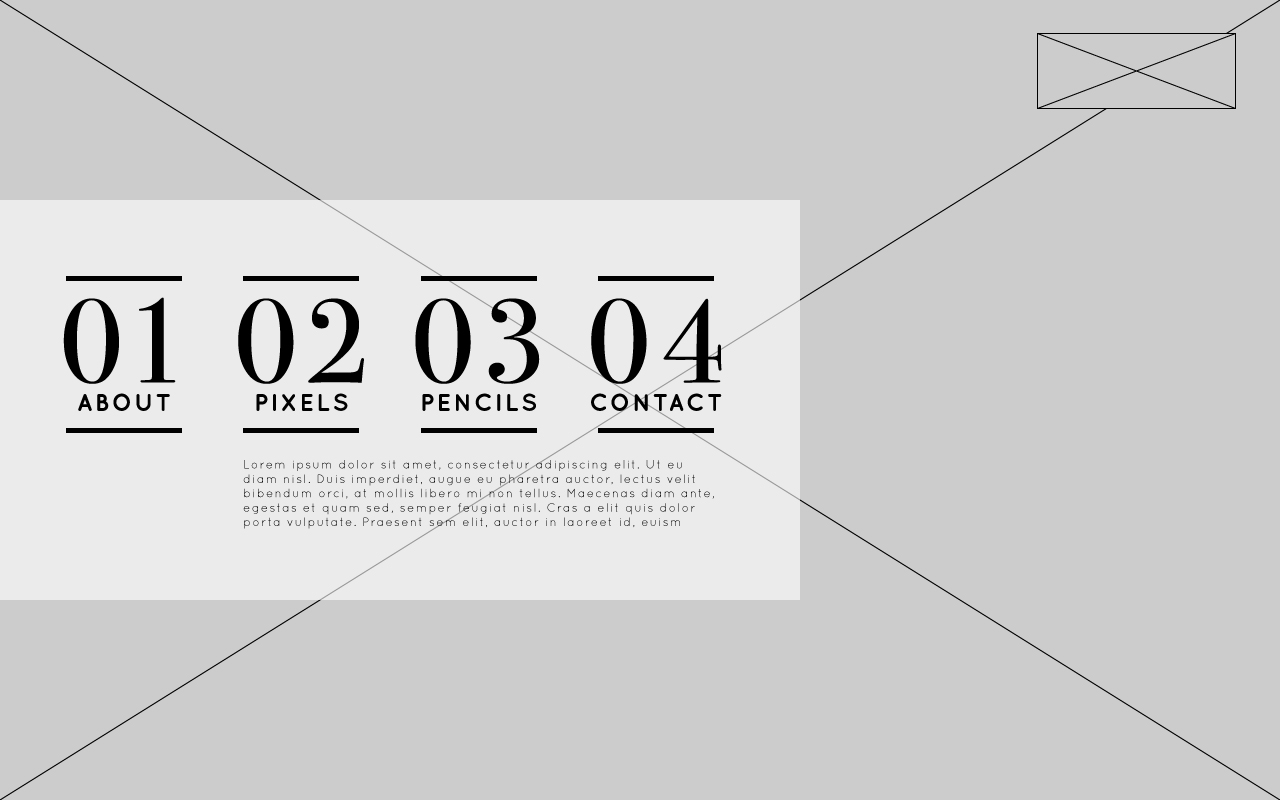 01 02 03 04
ABOUT PIXELS PENCILS CONTACT
Lorem ipsum dolor sit amet, consectetur adipiscing elit. Ut eu
diam nisl. Duis imperdiet, augue eu pharetra auctor, lectus velit
bibendum orci, at mollis libero mi non tellus. Maecenas diam ante,
egestas et quam sed, semper feugiat nisl. Cras a elit quis dolor
porta vulputate. Praesent sem elit, auctor in laoreet id, euism